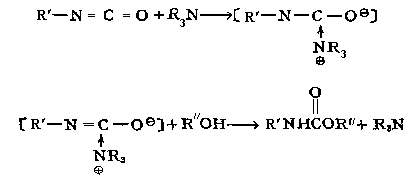 R′—N = C = O + R₃N ⟶ [R′—N — C — O⊖]
↑
NR₃
⊕
O
‖
[R′—N = C — O⊖] + R″OH ⟶ R′NHCOR″ + R₃N
↑
NR₃
⊕